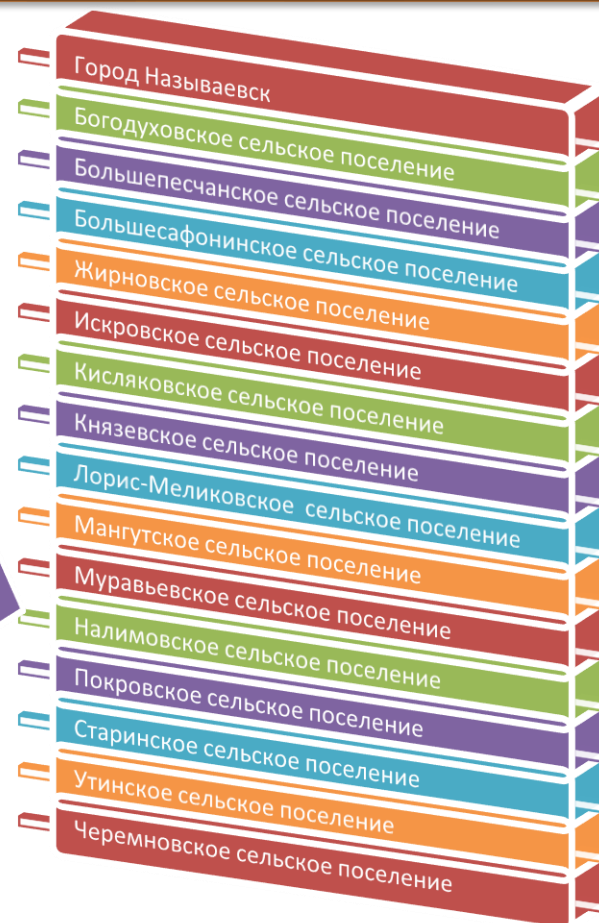 Город Называевск
Богодуховское сельское поселение
Большепесчанское сельское поселение
Большесафонинское сельское поселение
Жирновское сельское поселение
Искровское сельское поселение
Кисляковское сельское поселение
Князевское сельское поселение
Лорис-Меликовское сельское поселение
Мангутское сельское поселение
Муравьевское сельское поселение
Налимовское сельское поселение
Покровское сельское поселение
Старинское сельское поселение
Утинское сельское поселение
Черемновское сельское поселение